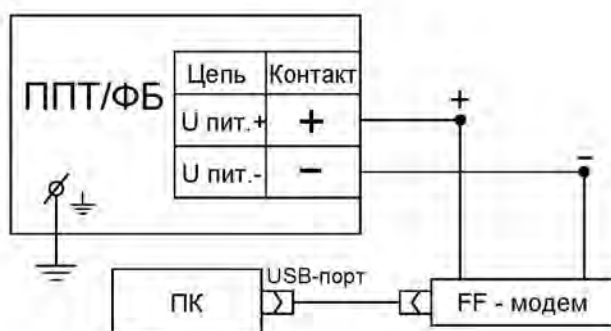 ППТ/ФБ
Цепь Контакт
U пит.+ +
U пит.- −
+
−
USB-порт
ПК
FF - модем